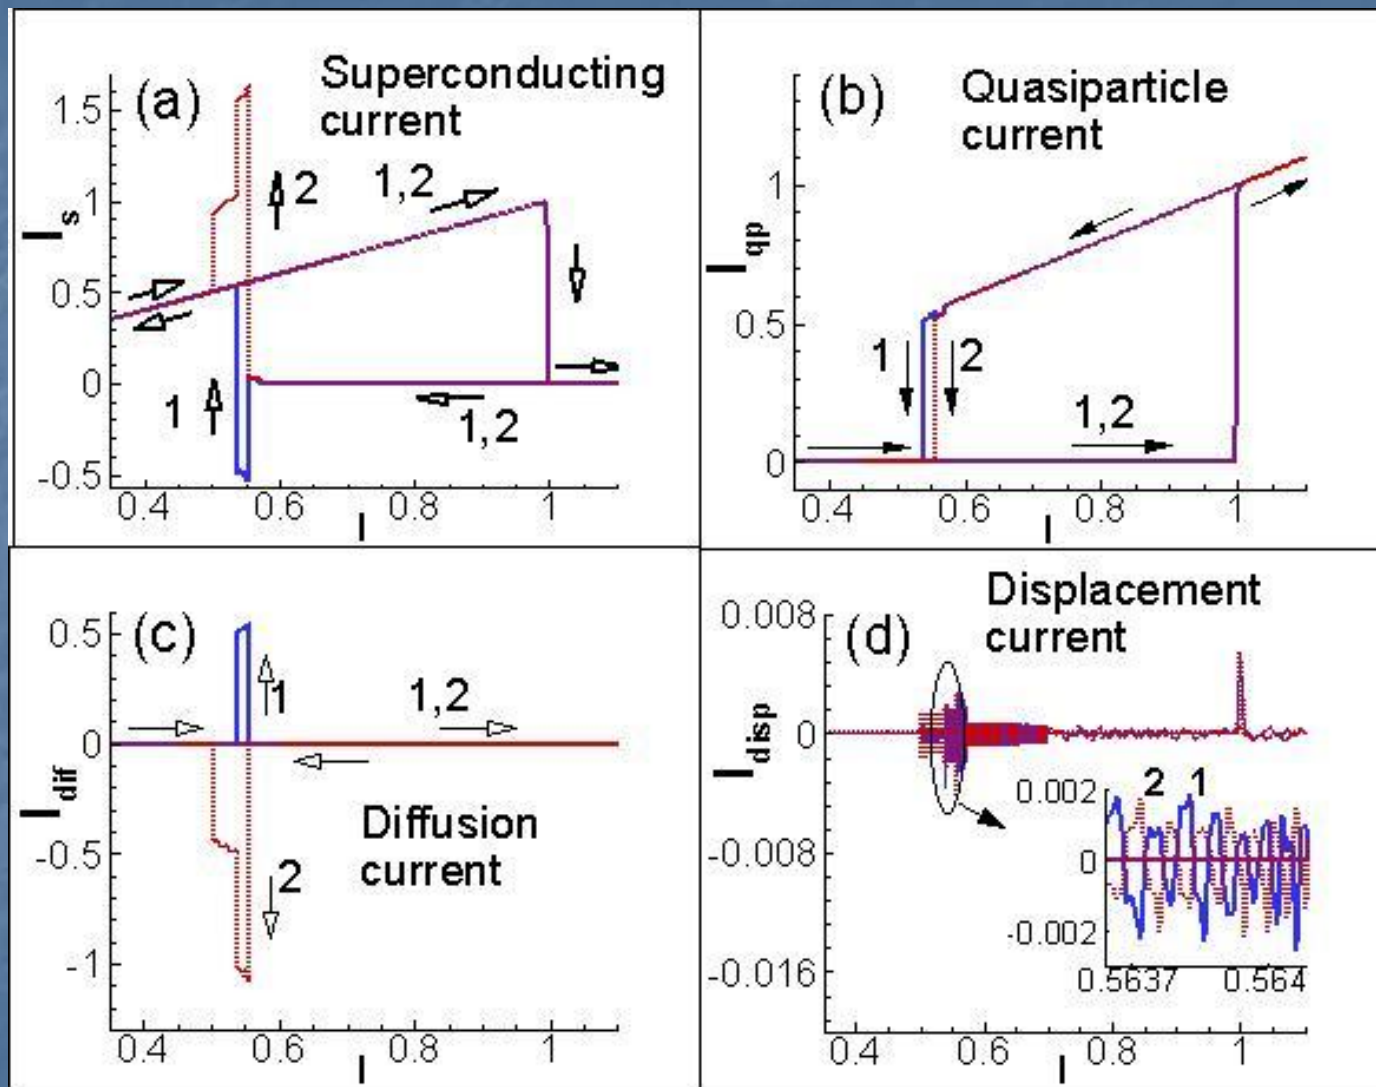 (a)
Superconducting
current
1.5
1
0.5
0
-0.5
I_s
2
1,2
1
1,2
0.4 0.6 0.8 1
I
(b)
Quasiparticle
current
1
0.5
0
I_qp
1 2
1,2
0.4 0.6 0.8 1
I
(c)
0.5
0
-0.5
-1
I_dif
1
1,2
Diffusion
current
2
0.4 0.6 0.8 1
I
Displacement
current
(d)
0.008
0
-0.008
-0.016
I_disp
2 1
0.002
0
-0.002
0.5637 0.564
0.4 0.6 0.8 1
I